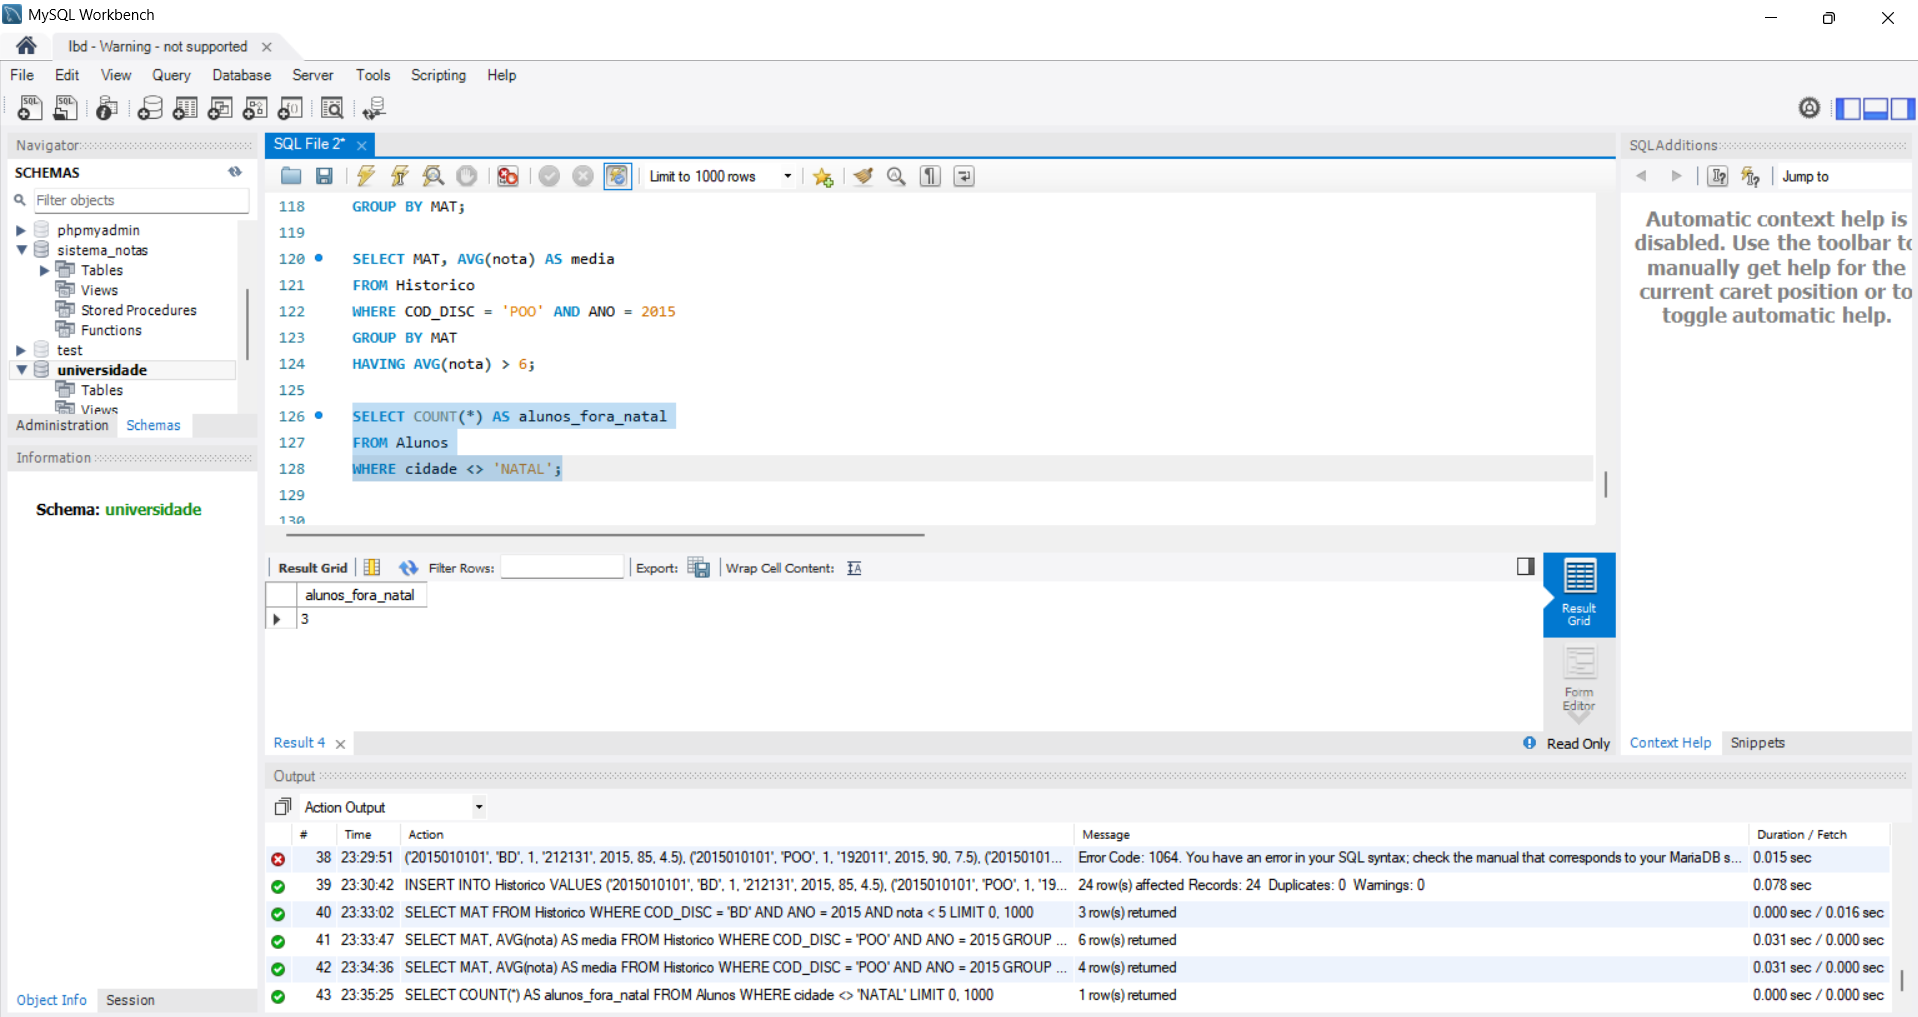 MySQL Workbench
lbd - Warning - not supported
File Edit View Query Database Server Tools Scripting Help
Navigator
SCHEMAS
Filter objects
phpmyadmin
sistema_notas
Tables
Views
Stored Procedures
Functions
test
universidade
Tables
Views
Administration Schemas
Information
Schema: universidade
Object Info Session
SQL File 2*
Limit to 1000 rows
118 GROUP BY MAT;
119
120 SELECT MAT, AVG(nota) AS media
121 FROM Historico
122 WHERE COD_DISC = 'POO' AND ANO = 2015
123 GROUP BY MAT
124 HAVING AVG(nota) > 6;
125
126 SELECT COUNT(*) AS alunos_fora_natal
127 FROM Alunos
128 WHERE cidade <> 'NATAL';
129
130
Result Grid Filter Rows: Export: Wrap Cell Content:
alunos_fora_natal
3
Result
Grid
Form
Editor
Result 4
Read Only
SQLAdditions
Jump to
Automatic context help is
disabled. Use the toolbar to
manually get help for the
current caret position or to
toggle automatic help.
Context Help Snippets
Output
Action Output
# Time Action Message Duration / Fetch
38 23:29:51 ('2015010101', 'BD', 1, '212131', 2015, 85, 4.5), ('2015010101', 'POO', 1, '192011', 2015, 90, 7.5), ('20150101... Error Code: 1064. You have an error in your SQL syntax; check the manual that corresponds to your MariaDB s... 0.015 sec
39 23:30:42 INSERT INTO Historico VALUES ('2015010101', 'BD', 1, '212131', 2015, 85, 4.5), ('2015010101', 'POO', 1, '19... 24 row(s) affected Records: 24 Duplicates: 0 Warnings: 0 0.078 sec
40 23:33:02 SELECT MAT FROM Historico WHERE COD_DISC = 'BD' AND ANO = 2015 AND nota < 5 LIMIT 0, 1000 3 row(s) returned 0.000 sec / 0.016 sec
41 23:33:47 SELECT MAT, AVG(nota) AS media FROM Historico WHERE COD_DISC = 'POO' AND ANO = 2015 GROUP ... 6 row(s) returned 0.031 sec / 0.000 sec
42 23:34:36 SELECT MAT, AVG(nota) AS media FROM Historico WHERE COD_DISC = 'POO' AND ANO = 2015 GROUP ... 4 row(s) returned 0.031 sec / 0.000 sec
43 23:35:25 SELECT COUNT(*) AS alunos_fora_natal FROM Alunos WHERE cidade <> 'NATAL' LIMIT 0, 1000 1 row(s) returned 0.000 sec / 0.000 sec